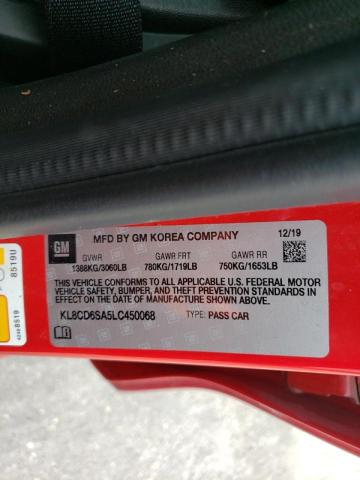 GM
MFD BY GM KOREA COMPANY 12/19
GVWR GAWR FRT GAWR RR
1388KG/3060LB 780KG/1719LB 750KG/1653LB
THIS VEHICLE CONFORMS TO ALL APPLICABLE U.S. FEDERAL MOTOR
VEHICLE SAFETY, BUMPER, AND THEFT PREVENTION STANDARDS IN
EFFECT ON THE DATE OF MANUFACTURE SHOWN ABOVE.
KL8CD6SA5LC450068 TYPE: PASS CAR
8519U